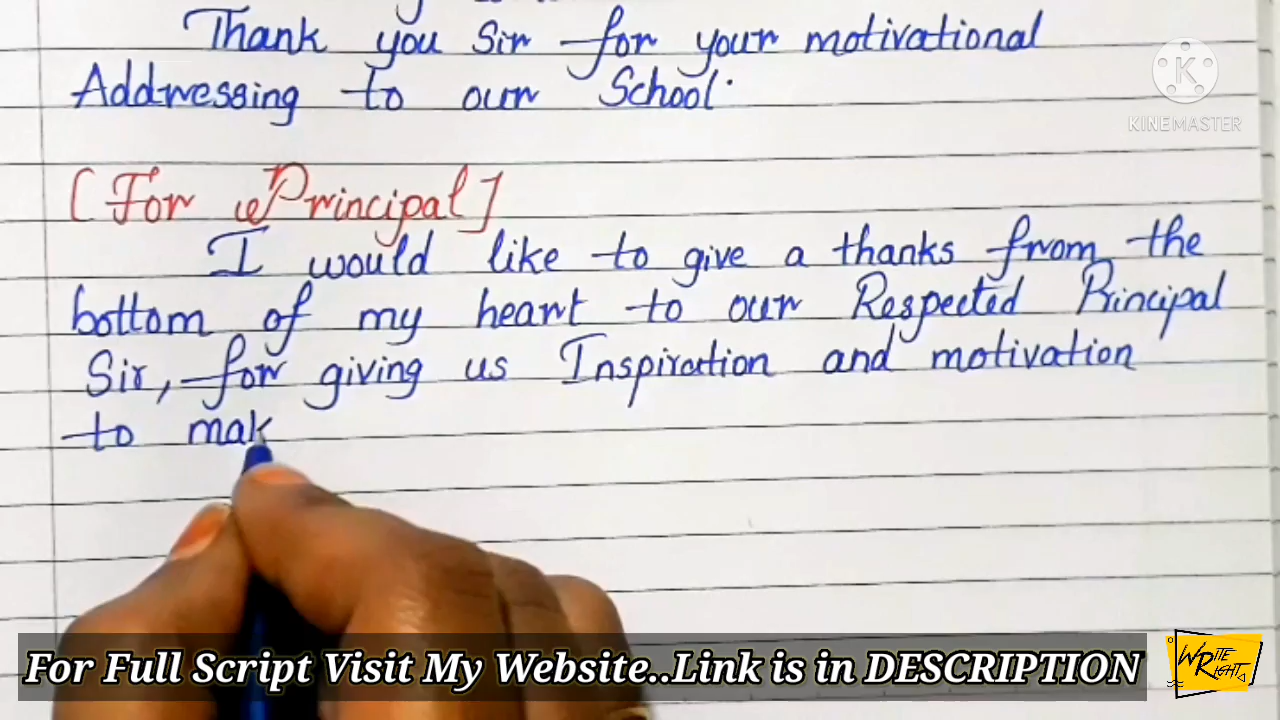 Thank you Sir for your motivational
Addressing to our School.
KINEMASTER
[For Principal]
I would like to give a thanks from the
bottom of my heart to our Respected Principal
Sir, for giving us Inspiration and motivation
to mak
For Full Script Visit My Website..Link is in DESCRIPTION
WRITE
RIGHT